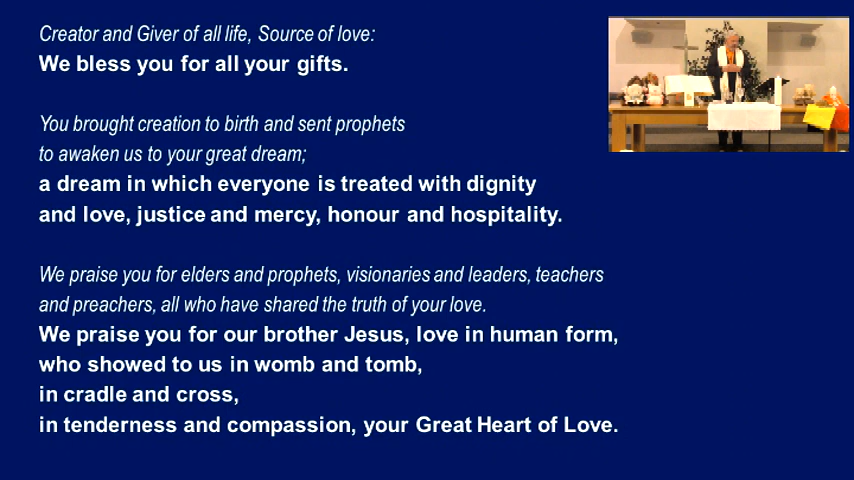 Creator and Giver of all life, Source of love:
We bless you for all your gifts.
You brought creation to birth and sent prophets
to awaken us to your great dream;
a dream in which everyone is treated with dignity
and love, justice and mercy, honour and hospitality.
We praise you for elders and prophets, visionaries and leaders, teachers
and preachers, all who have shared the truth of your love.
We praise you for our brother Jesus, love in human form,
who showed to us in womb and tomb,
in cradle and cross,
in tenderness and compassion, your Great Heart of Love.